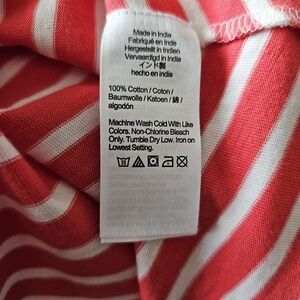 Made in India
Fabriqué en Inde
Hergestellt in Indien
Vervaardigd in India
インド製
hecho en india
100% Cotton / Coton /
Baumwolle / Katoen / 綿 /
algodón
Machine Wash Cold With Like
Colors. Non-Chlorine Bleach
Only. Tumble Dry Low. Iron on
Lowest Setting.